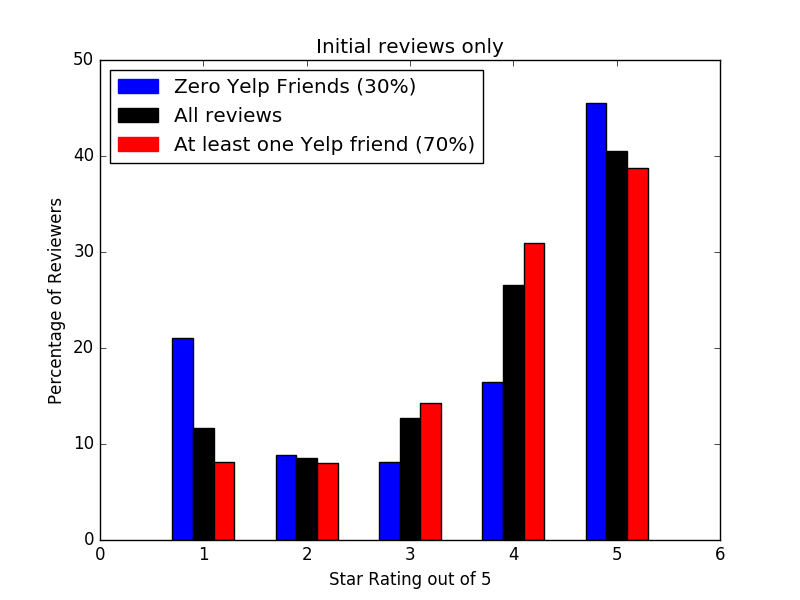 Initial reviews only
Zero Yelp Friends (30%)
All reviews
At least one Yelp friend (70%)
Percentage of Reviewers
50
40
30
20
10
0
0 1 2 3 4 5 6
Star Rating out of 5